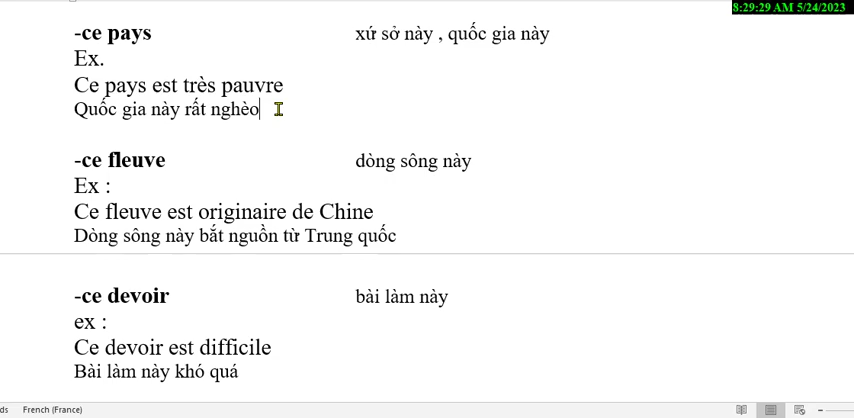 8:29:29 AM 5/24/2023
-ce pays xứ sở này , quốc gia này
Ex.
Ce pays est très pauvre
Quốc gia này rất nghèo
-ce fleuve dòng sông này
Ex :
Ce fleuve est originaire de Chine
Dòng sông này bắt nguồn từ Trung quốc
-ce devoir bài làm này
ex :
Ce devoir est difficile
Bài làm này khó quá
ds French (France)